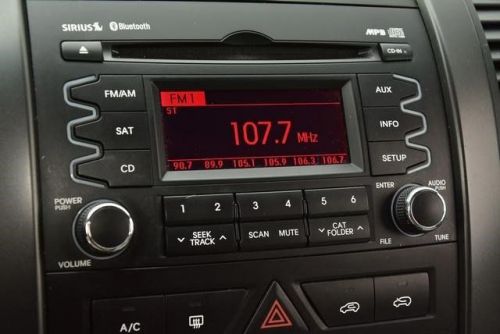 SIRIUS Bluetooth
MP3
CD-IN
FM/AM
SAT
CD
FM1
ST
107.7 MHz
90.7 89.9 105.1 105.9 106.3 106.7
AUX
INFO
SETUP
POWER
PUSH
VOLUME
1 2 3 4 5 6
SEEK
TRACK
SCAN MUTE
CAT
FOLDER
ENTER
AUDIO
PUSH
FILE
TUNE
A/C